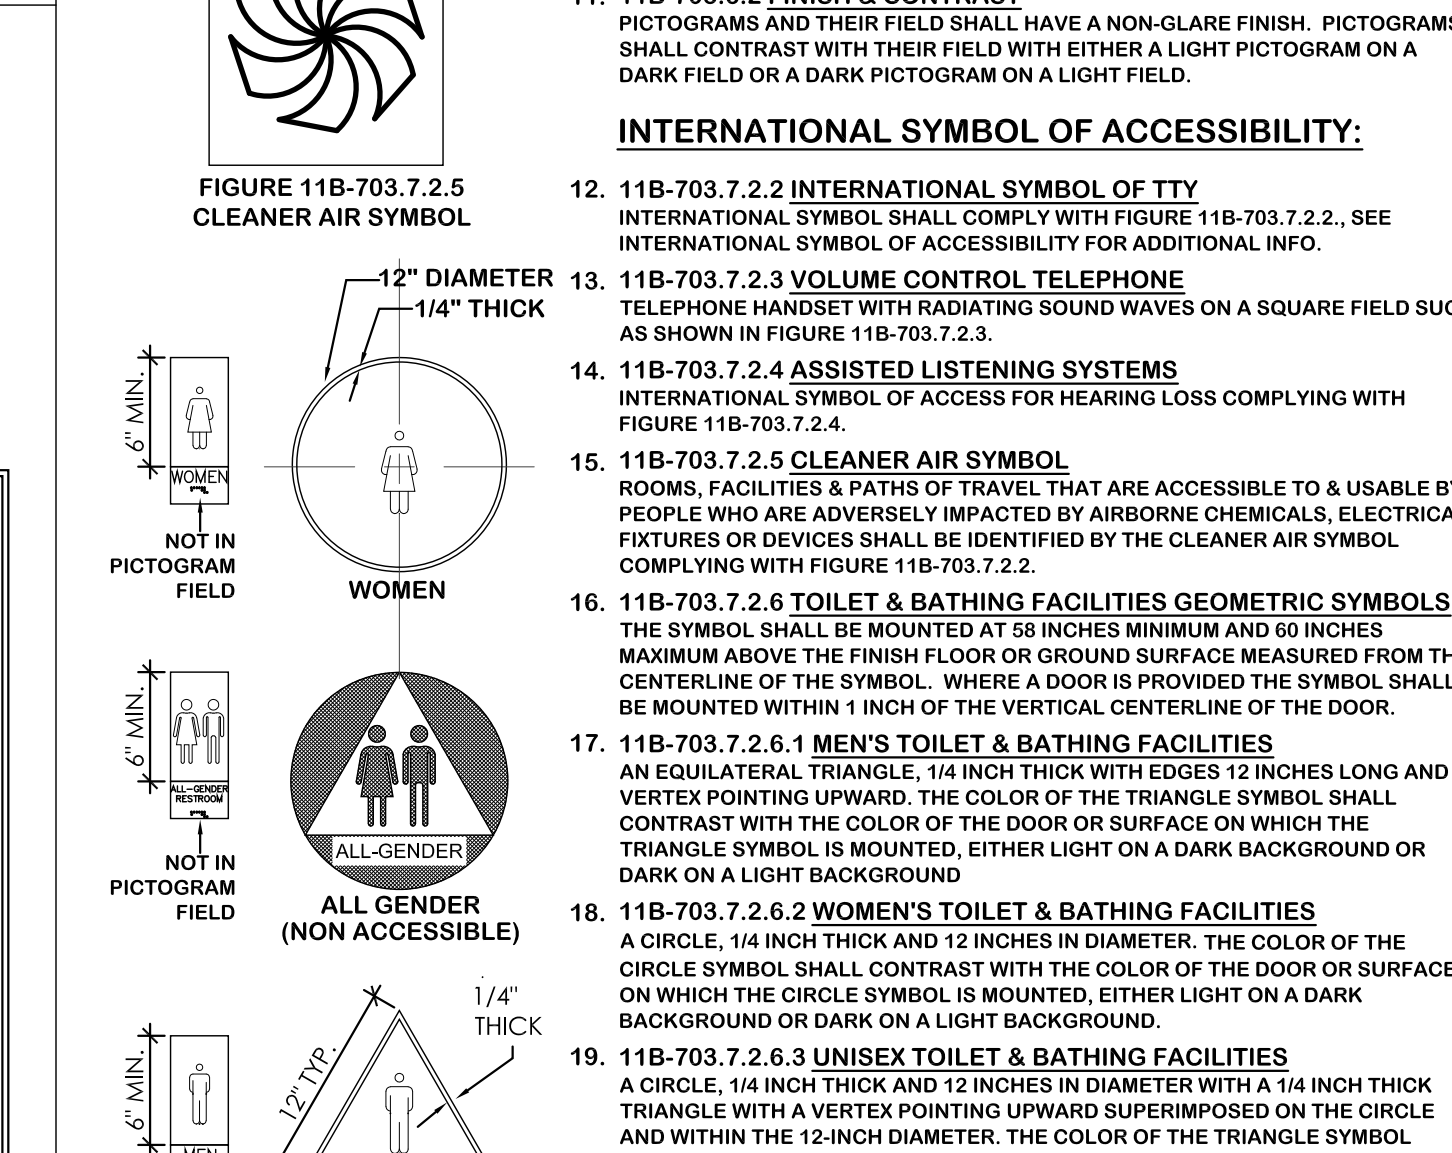 FIGURE 11B-703.7.2.5
CLEANER AIR SYMBOL
12" DIAMETER
1/4" THICK
6" MIN.
WOMEN
NOT IN
PICTOGRAM
FIELD
WOMEN
6" MIN.
ALL-GENDER
RESTROOM
NOT IN
PICTOGRAM
FIELD
ALL-GENDER
ALL GENDER
(NON ACCESSIBLE)
1/4"
THICK
12" TYP.
6" MIN.
MEN
11. 11B-703.6.2 FINISH & CONTRAST
PICTOGRAMS AND THEIR FIELD SHALL HAVE A NON-GLARE FINISH. PICTOGRAMS
SHALL CONTRAST WITH THEIR FIELD WITH EITHER A LIGHT PICTOGRAM ON A
DARK FIELD OR A DARK PICTOGRAM ON A LIGHT FIELD.
INTERNATIONAL SYMBOL OF ACCESSIBILITY:
12. 11B-703.7.2.2 INTERNATIONAL SYMBOL OF TTY
INTERNATIONAL SYMBOL SHALL COMPLY WITH FIGURE 11B-703.7.2.2., SEE
INTERNATIONAL SYMBOL OF ACCESSIBILITY FOR ADDITIONAL INFO.
13. 11B-703.7.2.3 VOLUME CONTROL TELEPHONE
TELEPHONE HANDSET WITH RADIATING SOUND WAVES ON A SQUARE FIELD SUC
AS SHOWN IN FIGURE 11B-703.7.2.3.
14. 11B-703.7.2.4 ASSISTED LISTENING SYSTEMS
INTERNATIONAL SYMBOL OF ACCESS FOR HEARING LOSS COMPLYING WITH
FIGURE 11B-703.7.2.4.
15. 11B-703.7.2.5 CLEANER AIR SYMBOL
ROOMS, FACILITIES & PATHS OF TRAVEL THAT ARE ACCESSIBLE TO & USABLE BY
PEOPLE WHO ARE ADVERSELY IMPACTED BY AIRBORNE CHEMICALS, ELECTRICA
FIXTURES OR DEVICES SHALL BE IDENTIFIED BY THE CLEANER AIR SYMBOL
COMPLYING WITH FIGURE 11B-703.7.2.2.
16. 11B-703.7.2.6 TOILET & BATHING FACILITIES GEOMETRIC SYMBOLS
THE SYMBOL SHALL BE MOUNTED AT 58 INCHES MINIMUM AND 60 INCHES
MAXIMUM ABOVE THE FINISH FLOOR OR GROUND SURFACE MEASURED FROM TH
CENTERLINE OF THE SYMBOL. WHERE A DOOR IS PROVIDED THE SYMBOL SHALL
BE MOUNTED WITHIN 1 INCH OF THE VERTICAL CENTERLINE OF THE DOOR.
17. 11B-703.7.2.6.1 MEN'S TOILET & BATHING FACILITIES
AN EQUILATERAL TRIANGLE, 1/4 INCH THICK WITH EDGES 12 INCHES LONG AND
VERTEX POINTING UPWARD. THE COLOR OF THE TRIANGLE SYMBOL SHALL
CONTRAST WITH THE COLOR OF THE DOOR OR SURFACE ON WHICH THE
TRIANGLE SYMBOL IS MOUNTED, EITHER LIGHT ON A DARK BACKGROUND OR
DARK ON A LIGHT BACKGROUND
18. 11B-703.7.2.6.2 WOMEN'S TOILET & BATHING FACILITIES
A CIRCLE, 1/4 INCH THICK AND 12 INCHES IN DIAMETER. THE COLOR OF THE
CIRCLE SYMBOL SHALL CONTRAST WITH THE COLOR OF THE DOOR OR SURFACE
ON WHICH THE CIRCLE SYMBOL IS MOUNTED, EITHER LIGHT ON A DARK
BACKGROUND OR DARK ON A LIGHT BACKGROUND.
19. 11B-703.7.2.6.3 UNISEX TOILET & BATHING FACILITIES
A CIRCLE, 1/4 INCH THICK AND 12 INCHES IN DIAMETER WITH A 1/4 INCH THICK
TRIANGLE WITH A VERTEX POINTING UPWARD SUPERIMPOSED ON THE CIRCLE
AND WITHIN THE 12-INCH DIAMETER. THE COLOR OF THE TRIANGLE SYMBOL